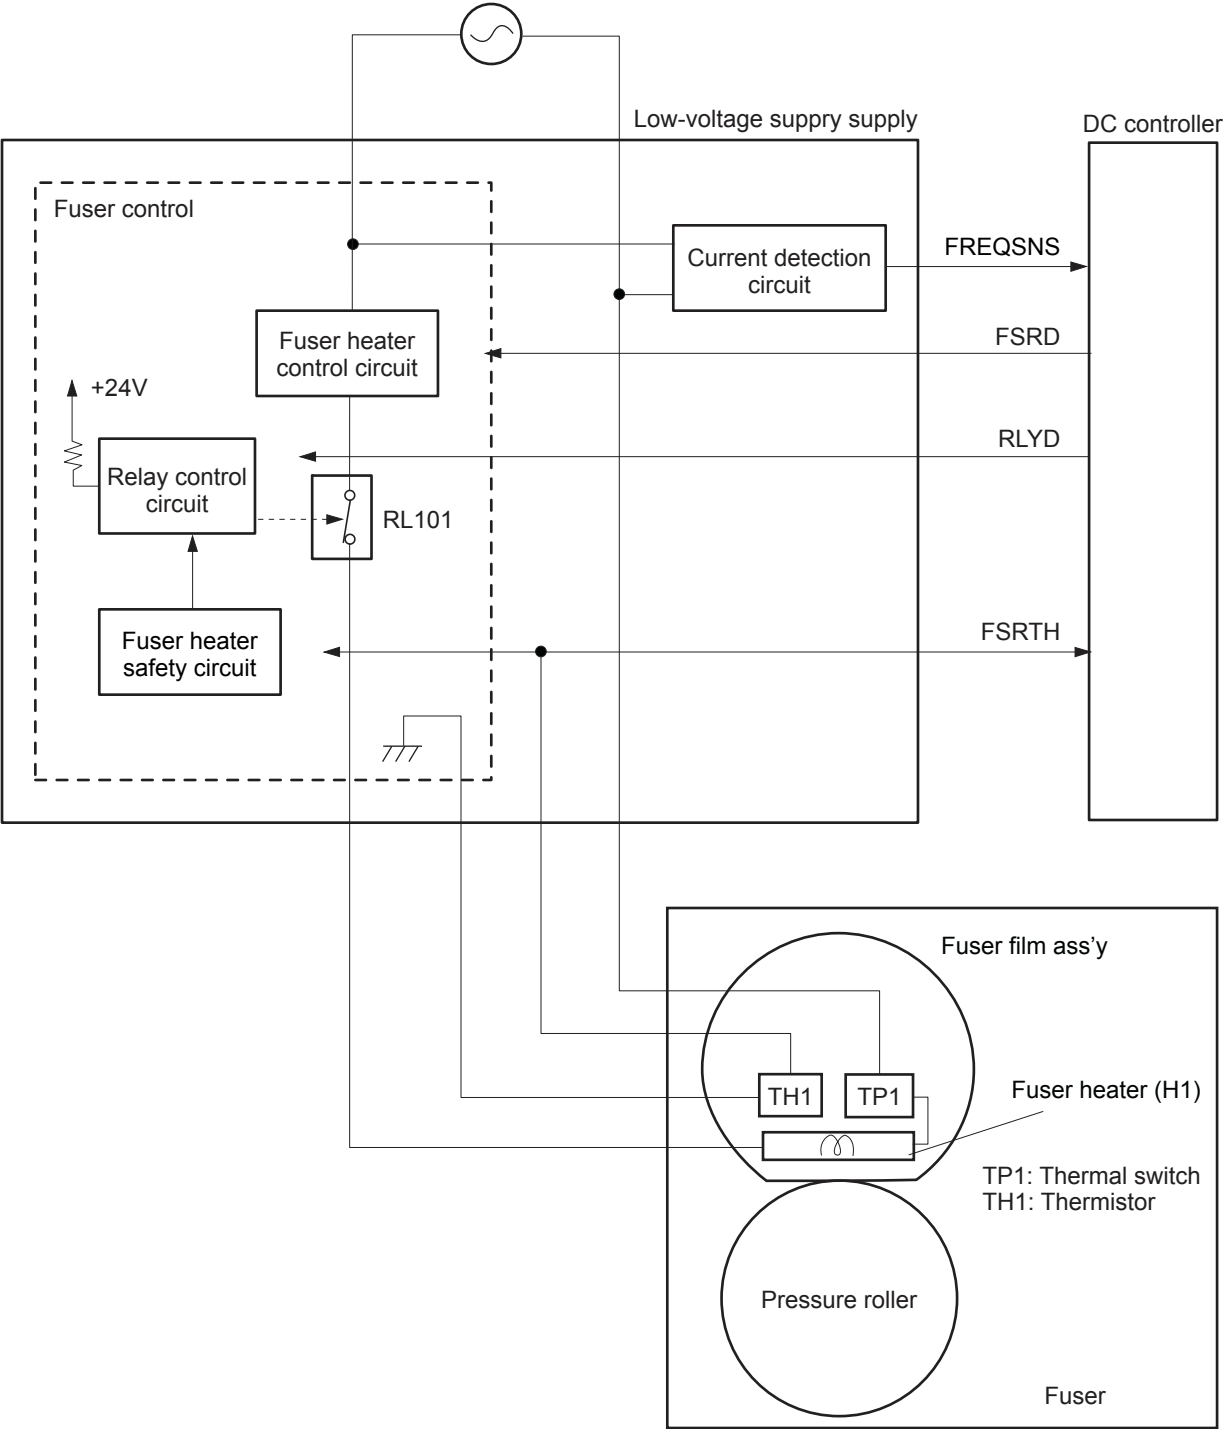 Low-voltage suppry supply
DC controller
Fuser control
Current detection
circuit
FREQSNS
Fuser heater
control circuit
FSRD
+24V
RLYD
Relay control
circuit
RL101
Fuser heater
safety circuit
FSRTH
Fuser film ass’y
TH1
TP1
Fuser heater (H1)
TP1: Thermal switch
TH1: Thermistor
Pressure roller
Fuser